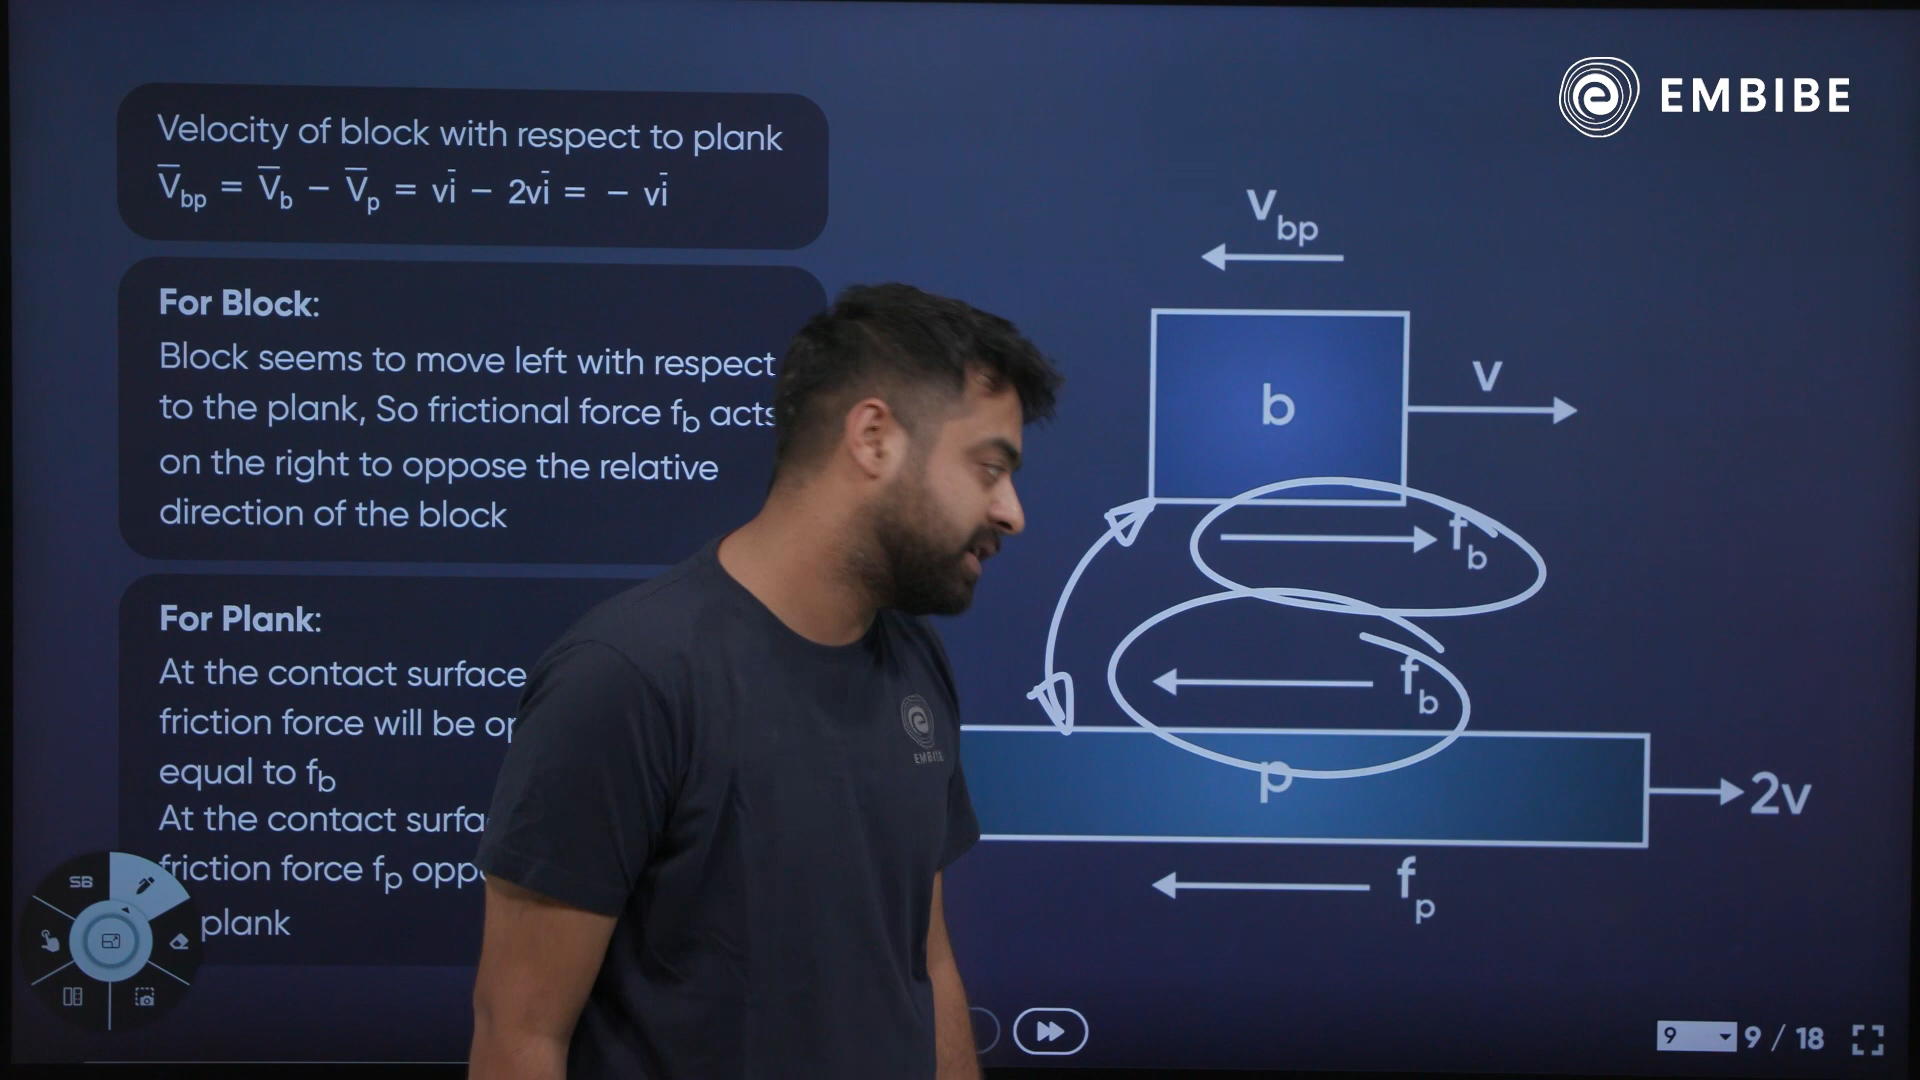 EMBIBE
Velocity of block with respect to plank
V̄bp = V̄b – V̄p = vī – 2vī = – vī
For Block:
Block seems to move left with respect
to the plank, So frictional force fb acts
on the right to oppose the relative
direction of the block
For Plank:
At the contact surface
friction force will be
equal to fb
At the contact
friction force fp
plank
Vbp
b
v
fb
fb
p
2v
fp
EMBIBE
SB
9
9 / 18